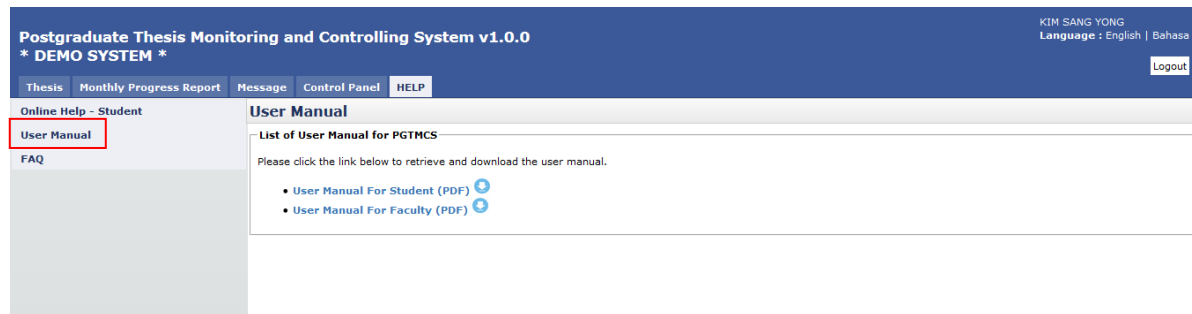 KIM SANG YONG
Language : English | Bahasa
Postgraduate Thesis Monitoring and Controlling System v1.0.0
* DEMO SYSTEM *
Logout
Thesis Monthly Progress Report Message Control Panel HELP
Online Help - Student
User Manual
FAQ
User Manual
List of User Manual for PGTMCS
Please click the link below to retrieve and download the user manual.
• User Manual For Student (PDF)
• User Manual For Faculty (PDF)